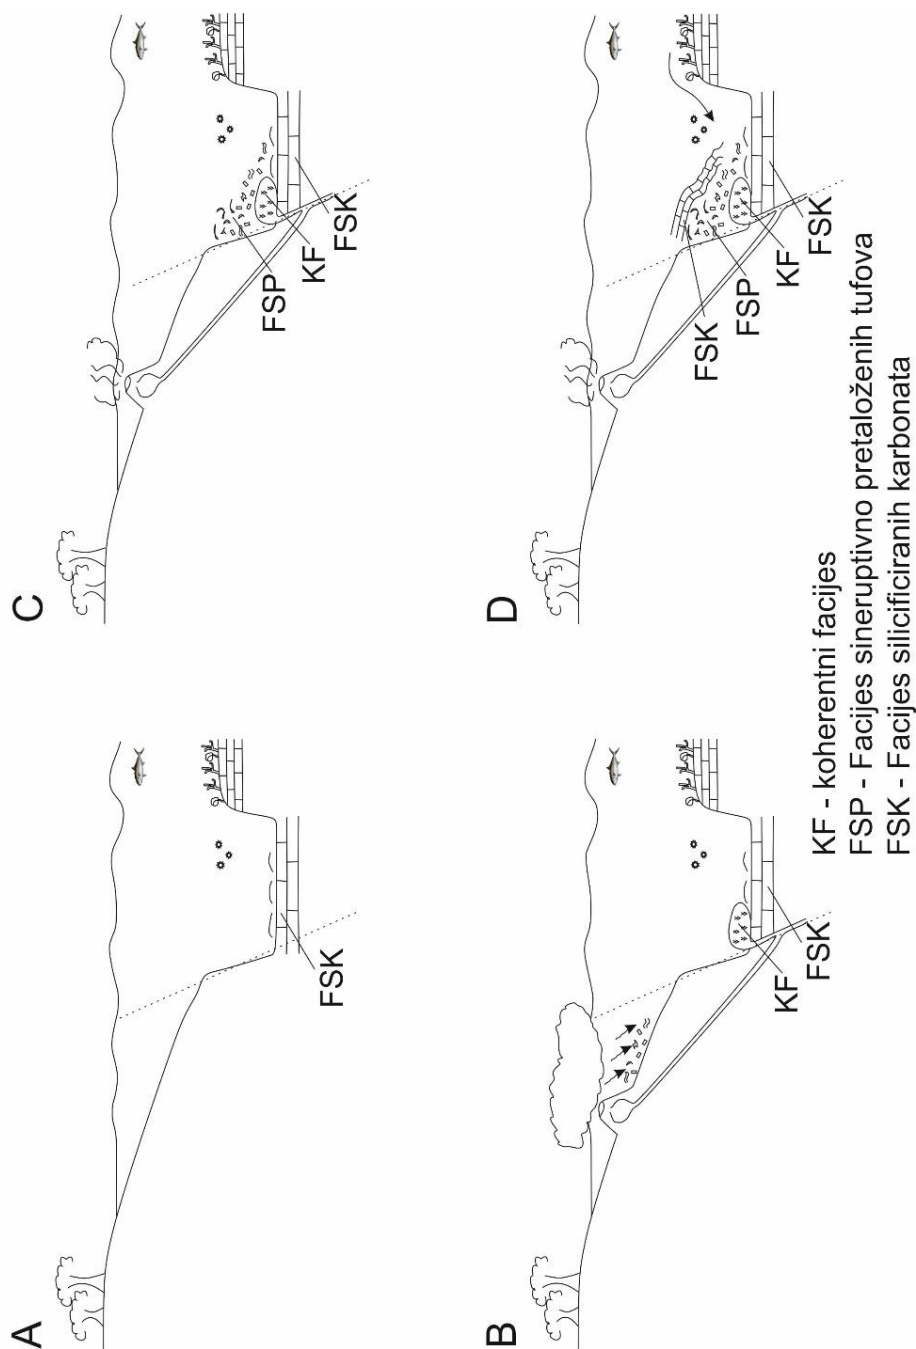 A
FSK
B
KF
FSK
C
FSP
KF
FSK
D
FSK
FSP
KF
FSK
KF - koherentni facijes
FSP - Facijes sineruptivno pretaloženih tufova
FSK - Facijes silicificiranih karbonata